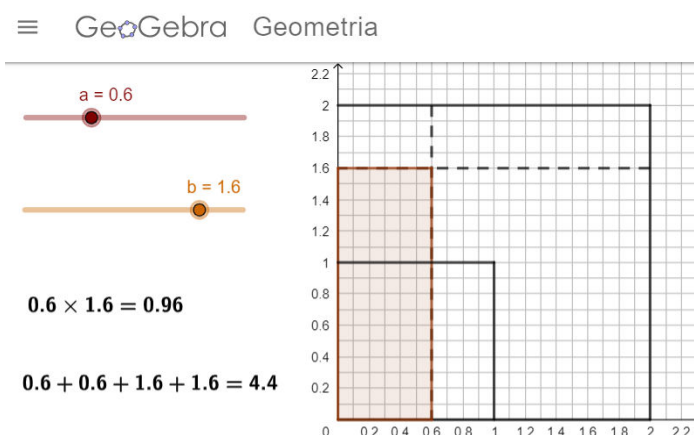 GeoGebra Geometria
a = 0.6
b = 1.6
0.6 × 1.6 = 0.96
0.6 + 0.6 + 1.6 + 1.6 = 4.4
2.2
2
1.8
1.6
1.4
1.2
1
0.8
0.6
0.4
0.2
0 0.2 0.4 0.6 0.8 1 1.2 1.4 1.6 1.8 2 2.2